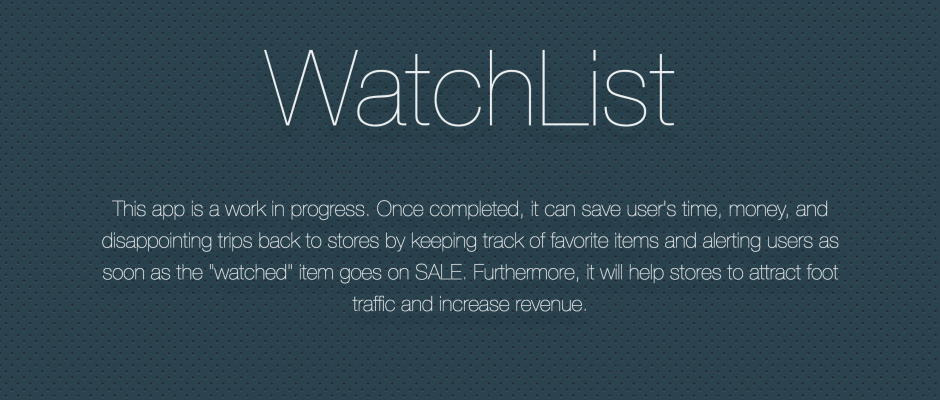 WatchList
This app is a work in progress. Once completed, it can save user's time, money, and
disappointing trips back to stores by keeping track of favorite items and alerting users as
soon as the "watched" item goes on SALE. Furthermore, it will help stores to attract foot
traffic and increase revenue.